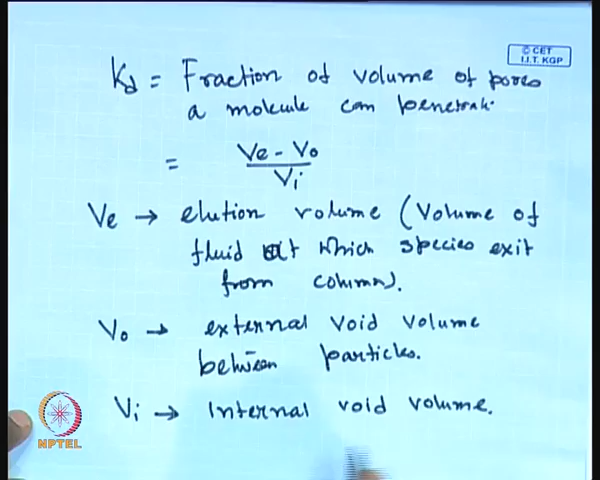 © CET
I.I.T. KGP
Kd = Fraction of volume of pores
a molecule can penetrate
= Ve - Vo / Vi
Ve → elution volume (Volume of
fluid at which species exit
from column).
Vo → external void volume
between particles.
Vi → Internal void volume.
NPTEL